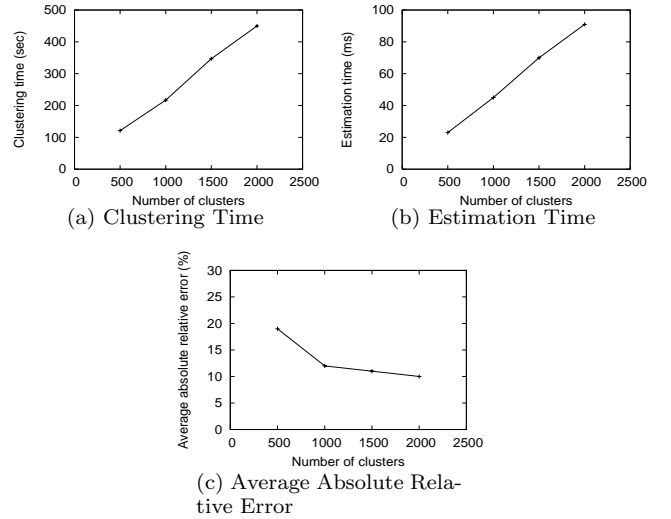 Clustering time (sec)
500
400
300
200
100
0
0 500 1000 1500 2000 2500
Number of clusters
(a) Clustering Time
Estimation time (ms)
100
80
60
40
20
0
0 500 1000 1500 2000 2500
Number of clusters
(b) Estimation Time
Average absolute relative error (%)
30
25
20
15
10
5
0
0 500 1000 1500 2000 2500
Number of clusters
(c) Average Absolute Rela-
tive Error